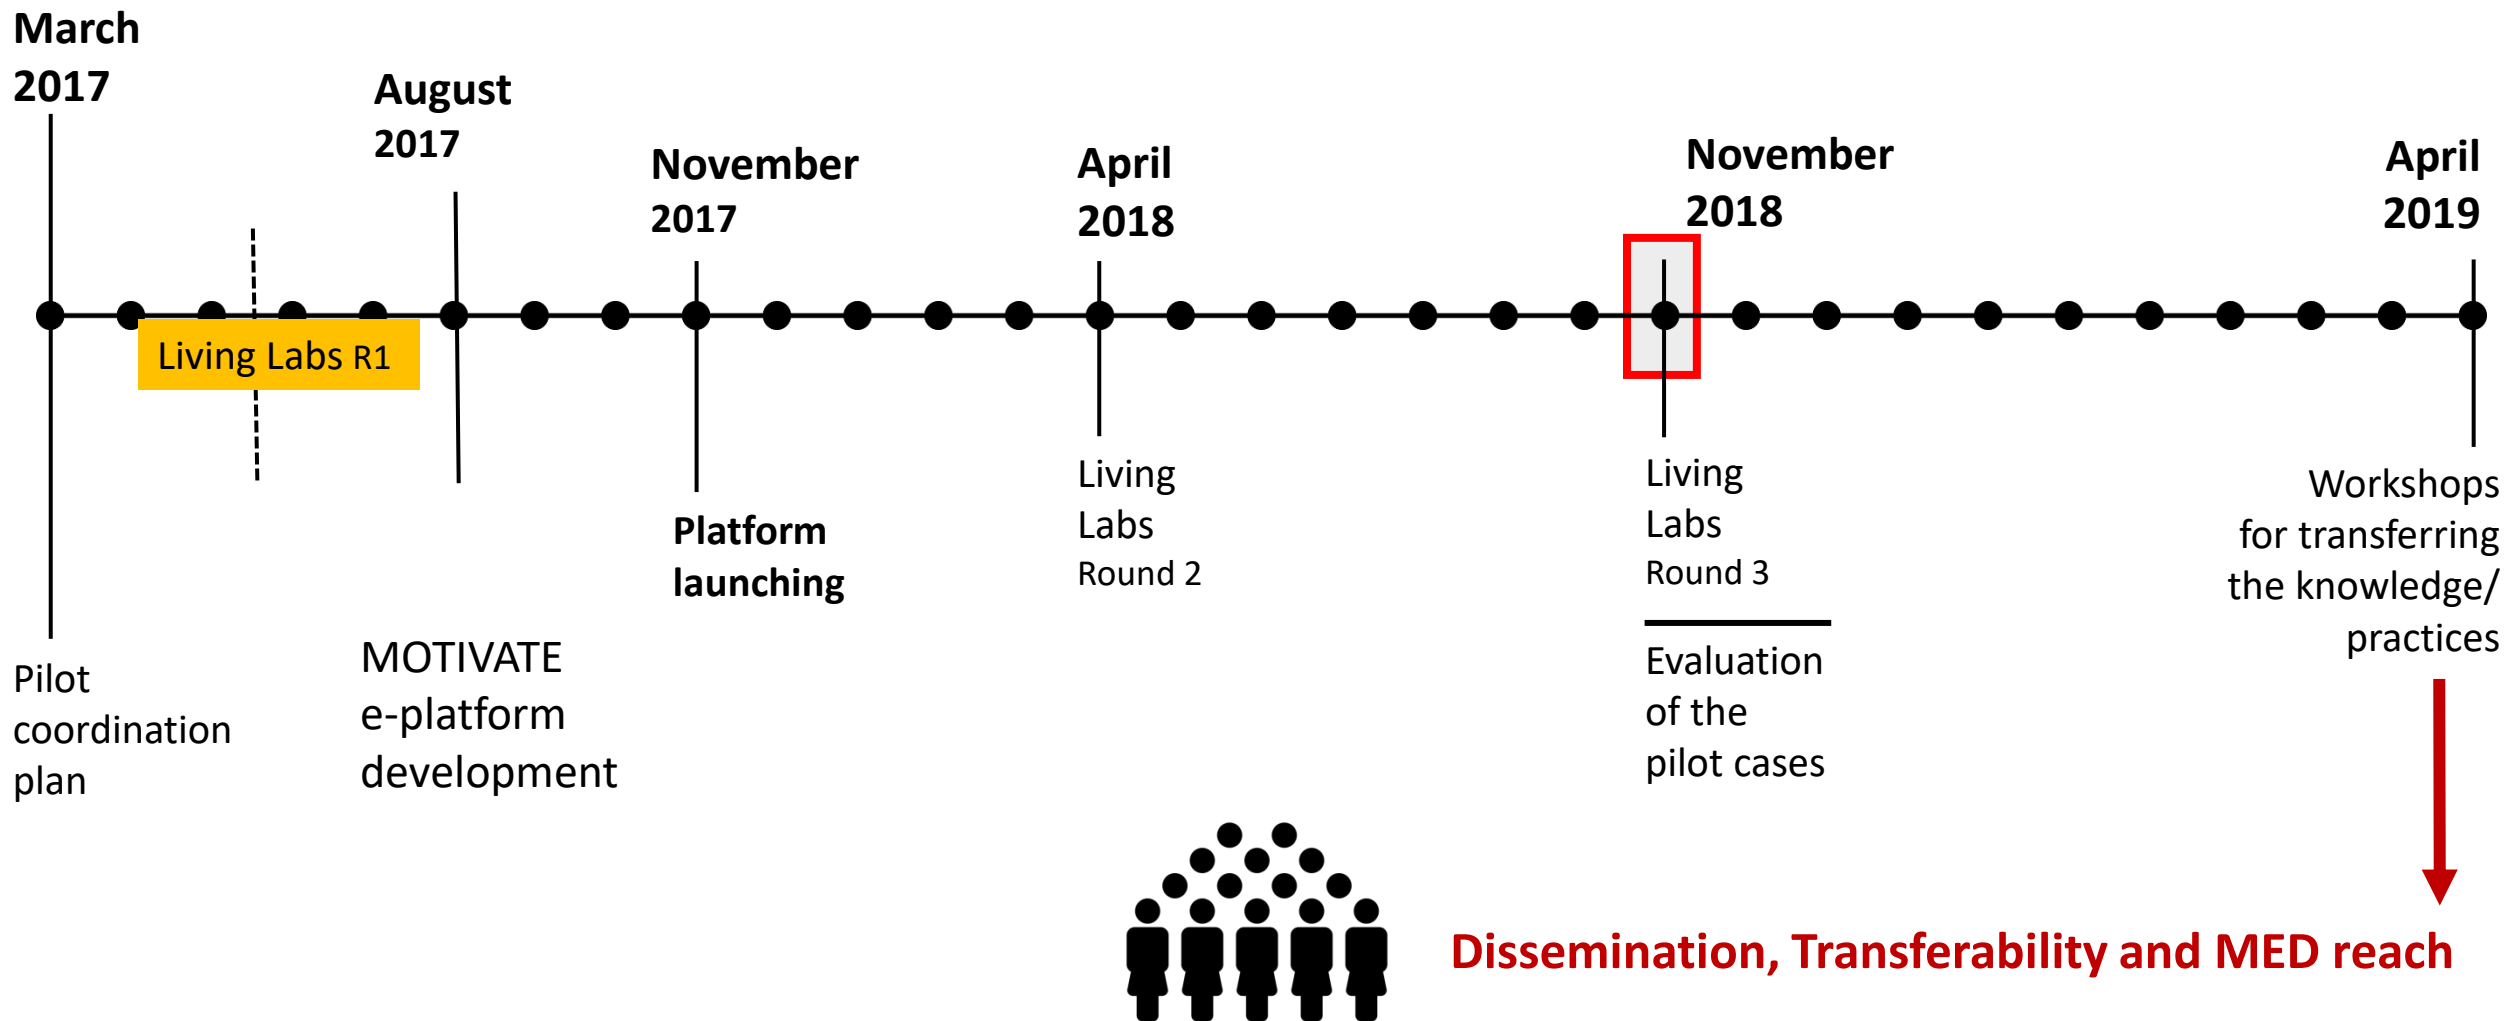 March
2017
August
2017
November
2017
April
2018
November
2018
April
2019
Living Labs R1
Pilot
coordination
plan
MOTIVATE
e-platform
development
Platform
launching
Living
Labs
Round 2
Living
Labs
Round 3
Evaluation
of the
pilot cases
Workshops
for transferring
the knowledge/
practices
Dissemination, Transferability and MED reach